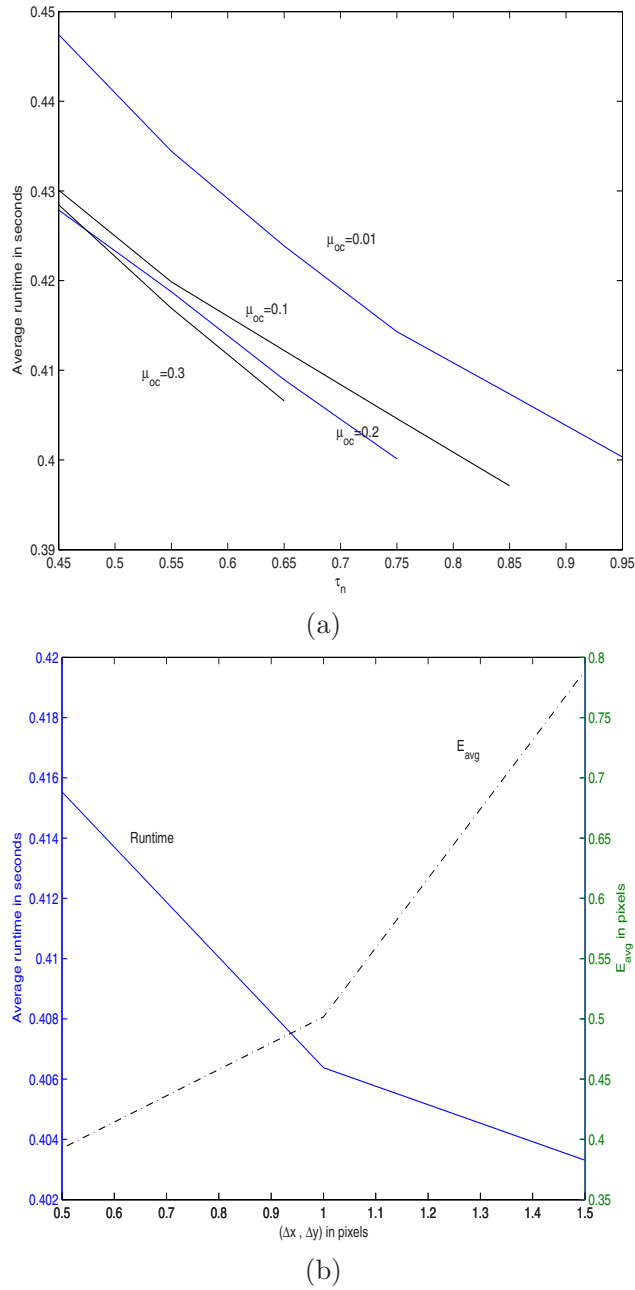 0.45
0.44
0.43
0.42
0.41
0.4
0.39
Average runtime in seconds
μoc=0.01
μoc=0.1
μoc=0.3
μoc=0.2
0.45 0.5 0.55 0.6 0.65 0.7 0.75 0.8 0.85 0.9 0.95
τn
(a)
0.42
0.418
0.416
0.414
0.412
0.41
0.408
0.406
0.404
0.402
Average runtime in seconds
Runtime
Eavg
0.8
0.75
0.7
0.65
0.6
0.55
0.5
0.45
0.4
0.35
Eavg in pixels
0.5 0.6 0.7 0.8 0.9 1 1.1 1.2 1.3 1.4 1.5
(Δx , Δy) in pixels
(b)